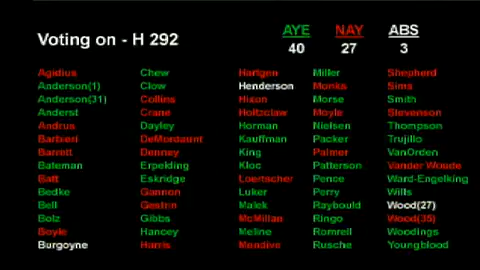 Voting on - H 292
AYE NAY ABS
40 27 3
Agidius Chew Hartgen Miller Shepherd
Anderson(1) Clow Henderson Monks Sims
Anderson(31) Collins Hixon Morse Smith
Anderst Crane Holtzclaw Moyle Stevenson
Andrus Dayley Horman Nielsen Thompson
Barbieri DeMordaunt Kauffman Packer Trujillo
Barrett Denney King Palmer VanOrden
Bateman Erpelding Kloc Patterson Vander Woude
Batt Eskridge Loertscher Pence Ward-Engelking
Bedke Gannon Luker Perry Wills
Bell Gestrin Malek Raybould Wood(27)
Bolz Gibbs McMillan Ringo Wood(35)
Boyle Hancey Meline Romrell Woodings
Burgoyne Harris Mendive Rusche Youngblood